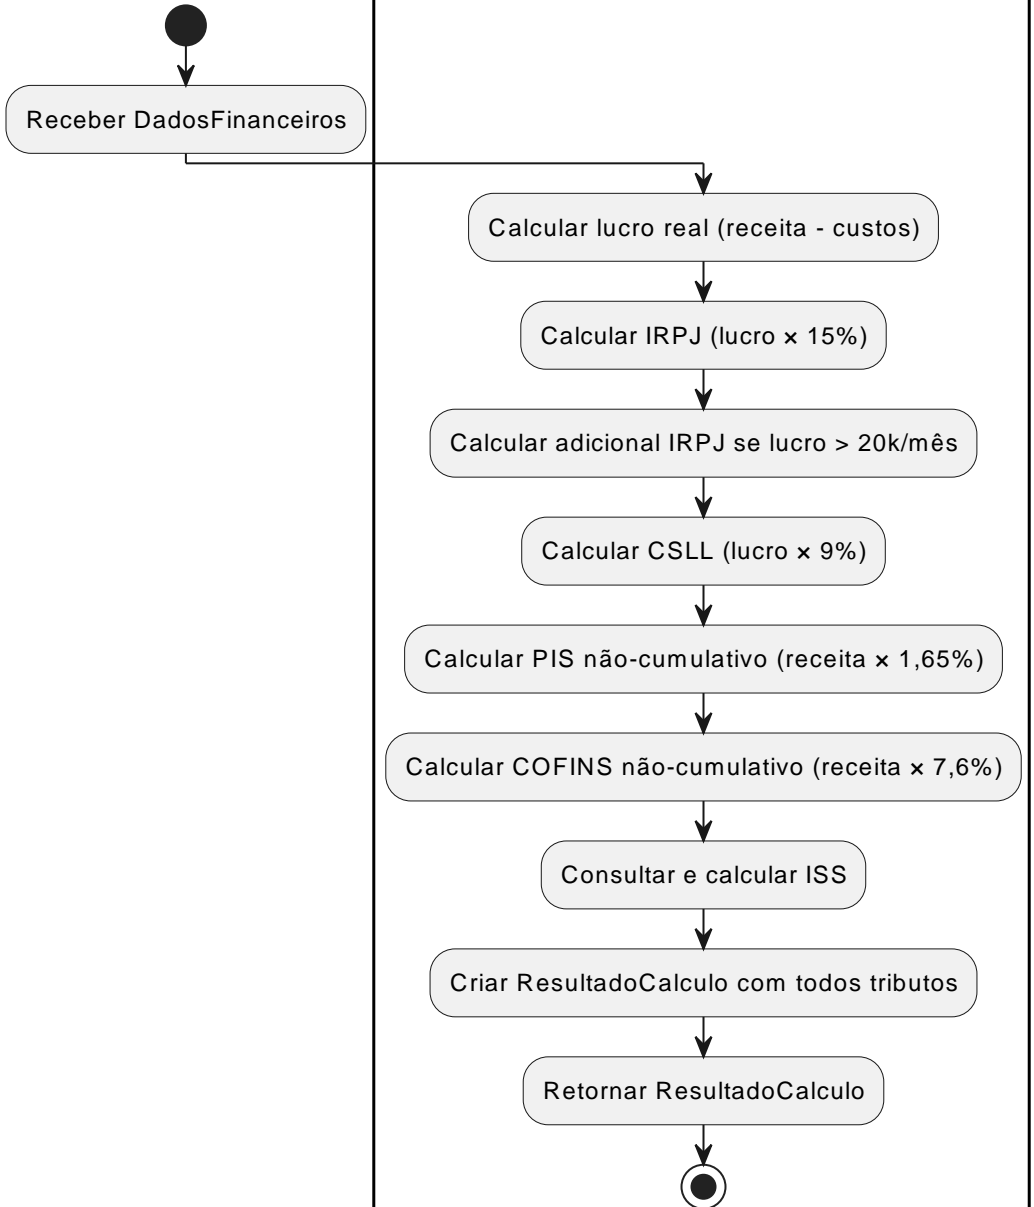 Receber DadosFinanceiros
Calcular lucro real (receita - custos)
Calcular IRPJ (lucro × 15%)
Calcular adicional IRPJ se lucro > 20k/mês
Calcular CSLL (lucro × 9%)
Calcular PIS não-cumulativo (receita × 1,65%)
Calcular COFINS não-cumulativo (receita × 7,6%)
Consultar e calcular ISS
Criar ResultadoCalculo com todos tributos
Retornar ResultadoCalculo